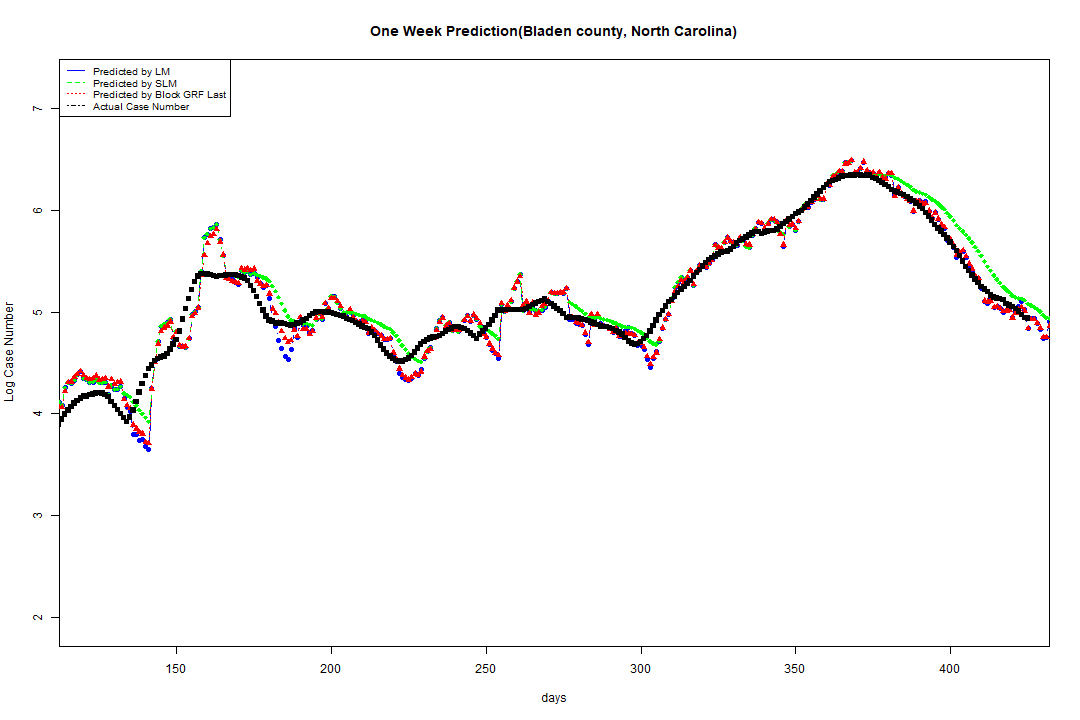 One Week Prediction(Bladen county, North Carolina)
Predicted by LM
Predicted by SLM
Predicted by Block GRF Last
Actual Case Number
7
6
5
4
3
2
Log Case Number
150 200 250 300 350 400
days